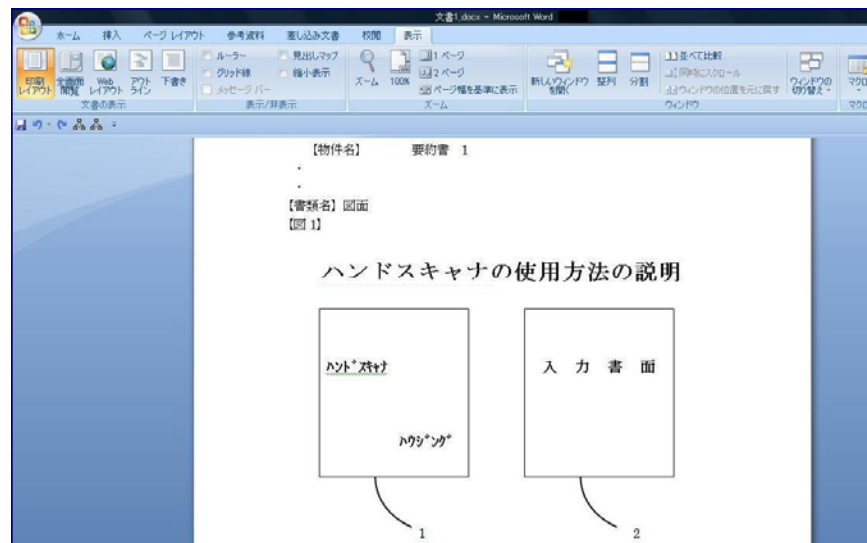 文書1.docx - Microsoft Word
ホーム 挿入 ページ レイアウト 参考資料 差し込み文書 校閲 表示
印刷レイアウト 全画面閲覧 Web レイアウト アウトライン 下書き
ルーラー 見出しマップ
グリッド線 縮小表示
メッセージ バー
ズーム 100%
1 ページ
2 ページ
ページ幅を基準に表示
新しいウィンドウを開く 整列 分割
並べて比較
同時にスクロール
ウィンドウの位置を元に戻す
ウィンドウの切り替え
マクロ
文書の表示 表示/非表示 ズーム ウィンドウ マクロ
【物件名】 要約書 1
・
・
【書類名】図面
【図 1】
ハンドスキャナの使用方法の説明
ﾊﾝﾄﾞｽｷｬﾅ 入 力 書 面
ﾊｳｼﾞﾝｸﾞ
1 2